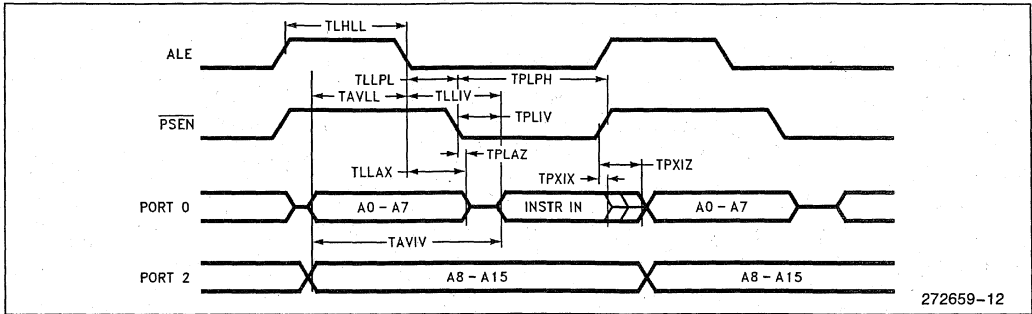 TLHLL
ALE
TLLPL
TPLPH
TAVLL
TLLIV
PSEN
TPLIV
TPLAZ
TLLAX
TPXIZ
TPXIX
PORT 0
A0 – A7
INSTR IN
A0 – A7
TAVIV
PORT 2
A8 – A15
A8 – A15
272659–12